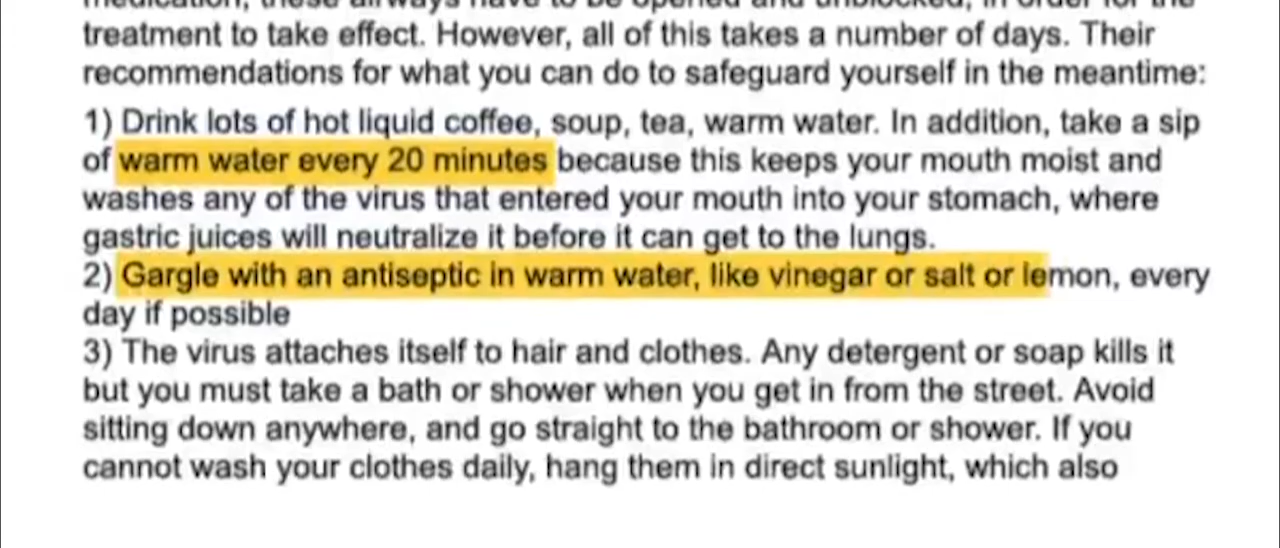 treatment to take effect. However, all of this takes a number of days. Their
recommendations for what you can do to safeguard yourself in the meantime:
1) Drink lots of hot liquid coffee, soup, tea, warm water. In addition, take a sip
of warm water every 20 minutes because this keeps your mouth moist and
washes any of the virus that entered your mouth into your stomach, where
gastric juices will neutralize it before it can get to the lungs.
2) Gargle with an antiseptic in warm water, like vinegar or salt or lemon, every
day if possible
3) The virus attaches itself to hair and clothes. Any detergent or soap kills it
but you must take a bath or shower when you get in from the street. Avoid
sitting down anywhere, and go straight to the bathroom or shower. If you
cannot wash your clothes daily, hang them in direct sunlight, which also